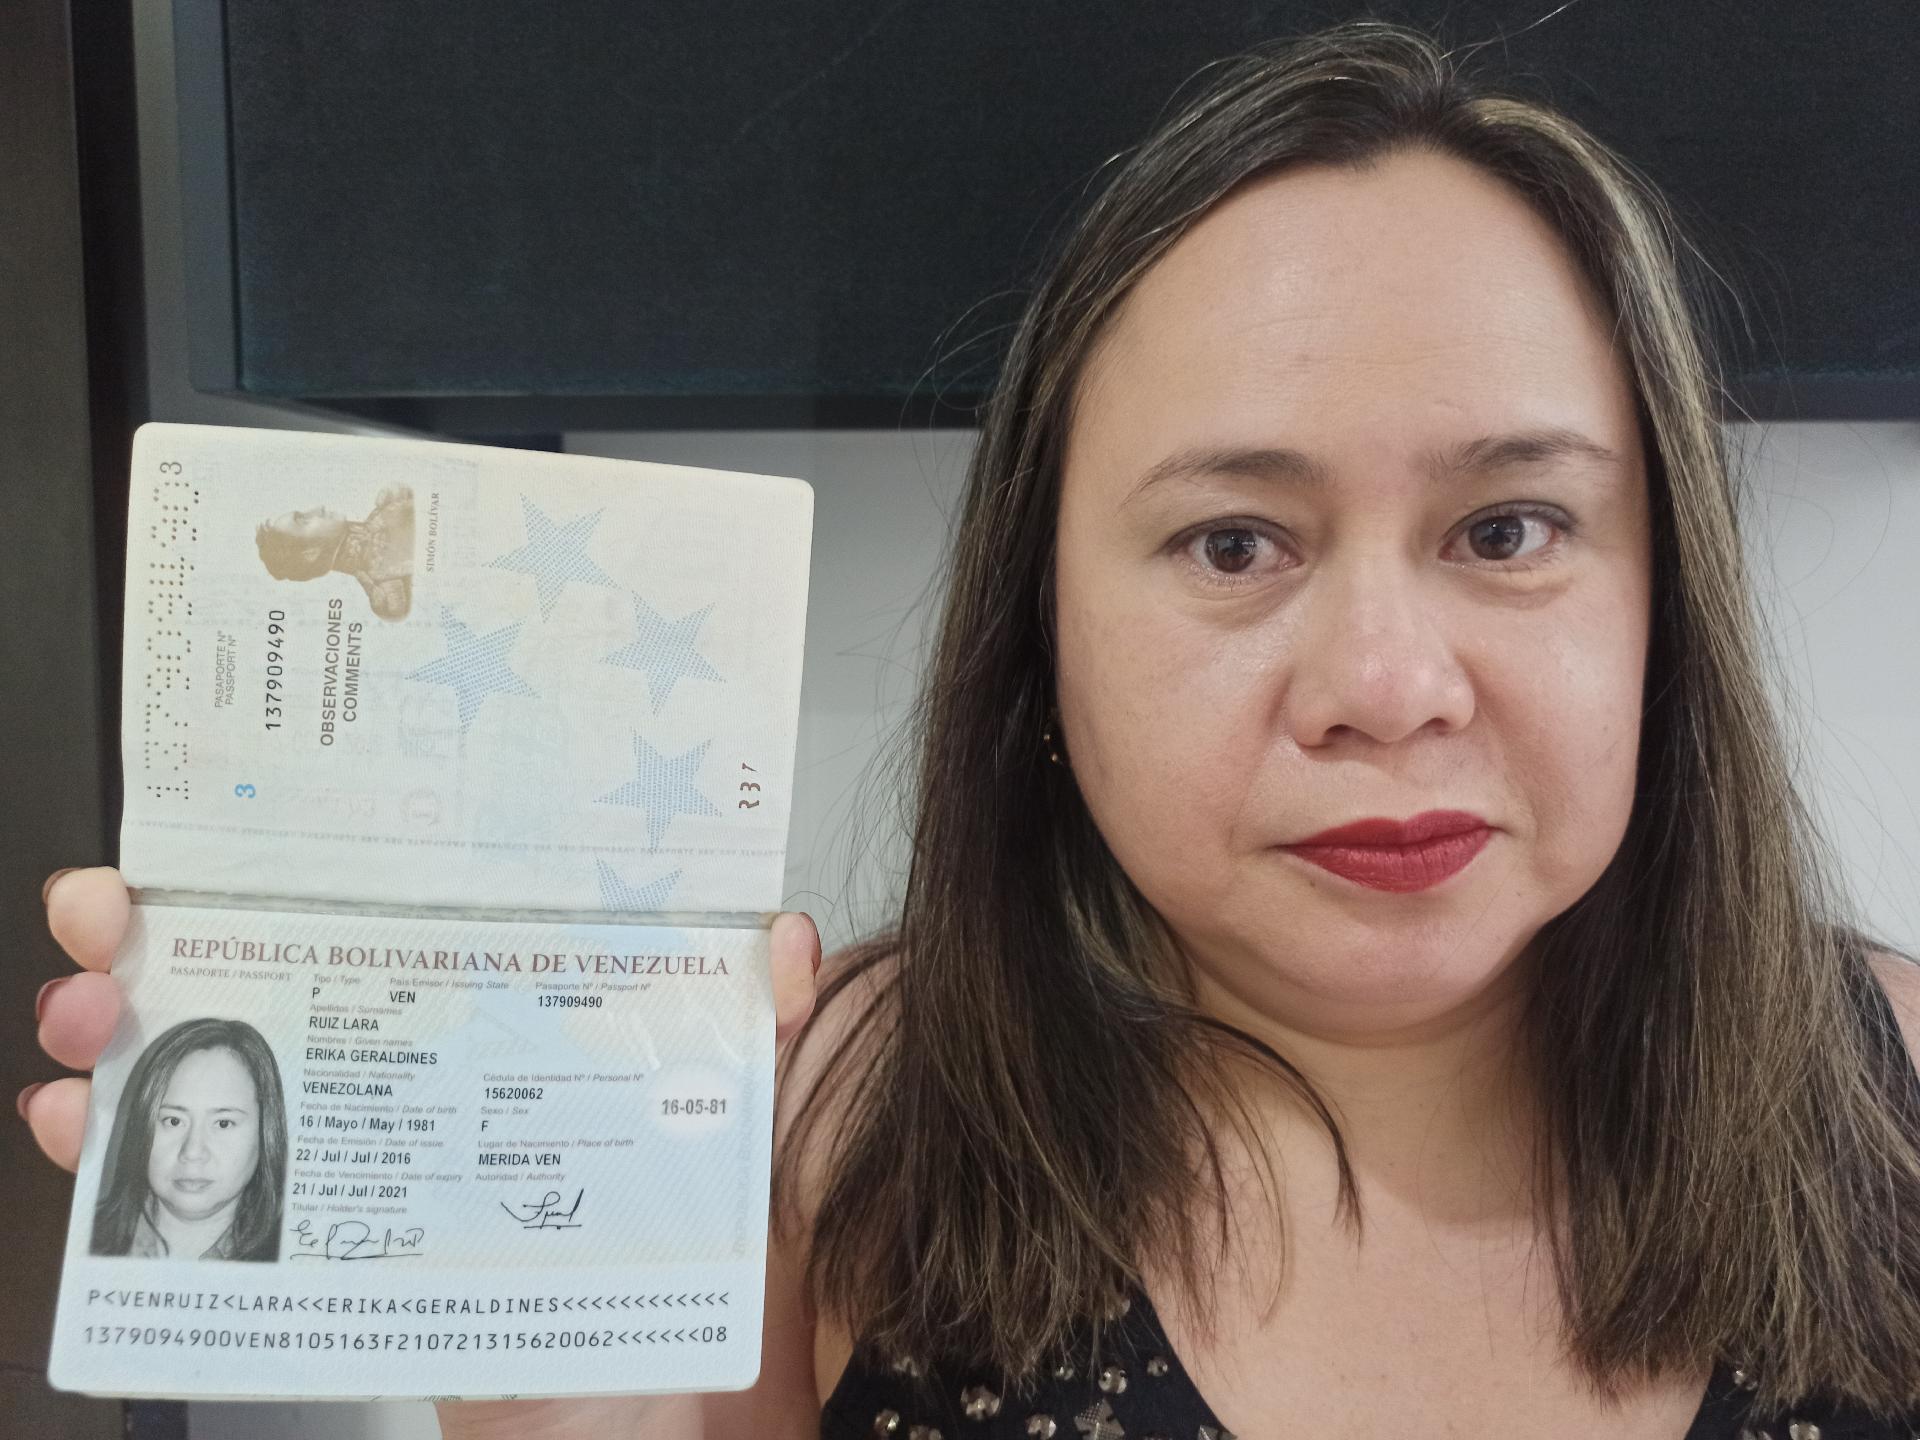 1379094903
PASAPORTE Nº
PASSPORT Nº
137909490
OBSERVACIONES
COMMENTS
SIMÓN BOLÍVAR
3
REPÚBLICA BOLIVARIANA DE VENEZUELA
PASAPORTE / PASSPORT
Tipo / Type País Emisor / Issuing State Pasaporte Nº / Passport Nº
P VEN 137909490
Apellidos / Surnames
RUIZ LARA
Nombres / Given names
ERIKA GERALDINES
Nacionalidad / Nationality Cédula de Identidad Nº / Personal Nº
VENEZOLANA 15620062
Fecha de Nacimiento / Date of birth Sexo / Sex 16-05-81
16 / Mayo / May / 1981 F
Fecha de Emisión / Date of issue Lugar de Nacimiento / Place of birth
22 / Jul / Jul / 2016 MERIDA VEN
Fecha de Vencimiento / Date of expiry Autoridad / Authority
21 / Jul / Jul / 2021
Titular / Holder's signature
P<VENRUIZ<LARA<<ERIKA<GERALDINES<<<<<<<<<<<<
1379094900VEN8105163F210721315620062<<<<<<08